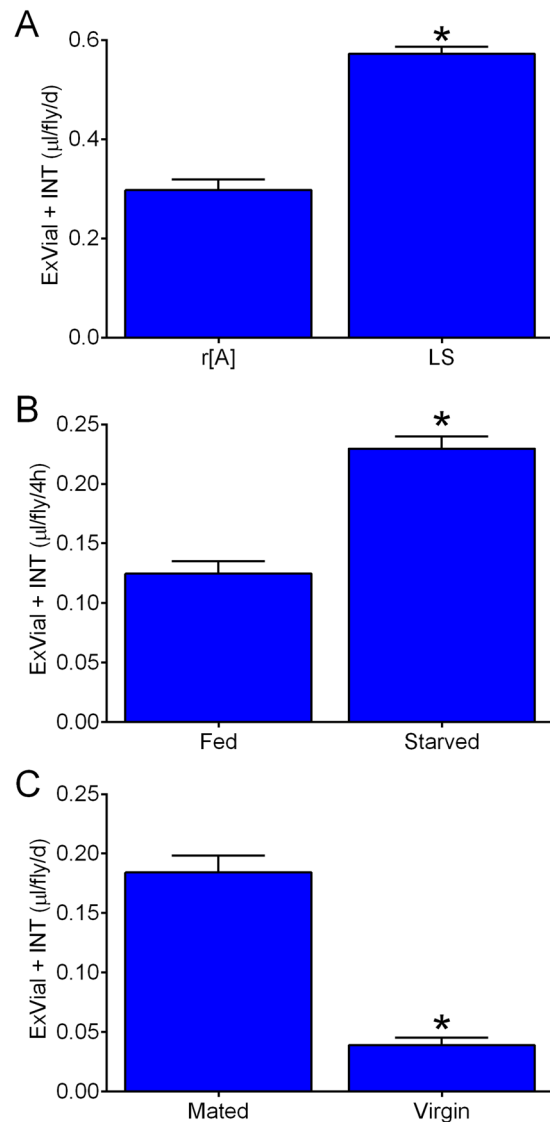 A
ExVial + INT (µl/fly/d)
0.6
0.4
0.2
0.0
*
r[A]
LS
B
ExVial + INT (µl/fly/4h)
0.25
0.20
0.15
0.10
0.05
0.00
*
Fed
Starved
C
ExVial + INT (µl/fly/d)
0.25
0.20
0.15
0.10
0.05
0.00
*
Mated
Virgin